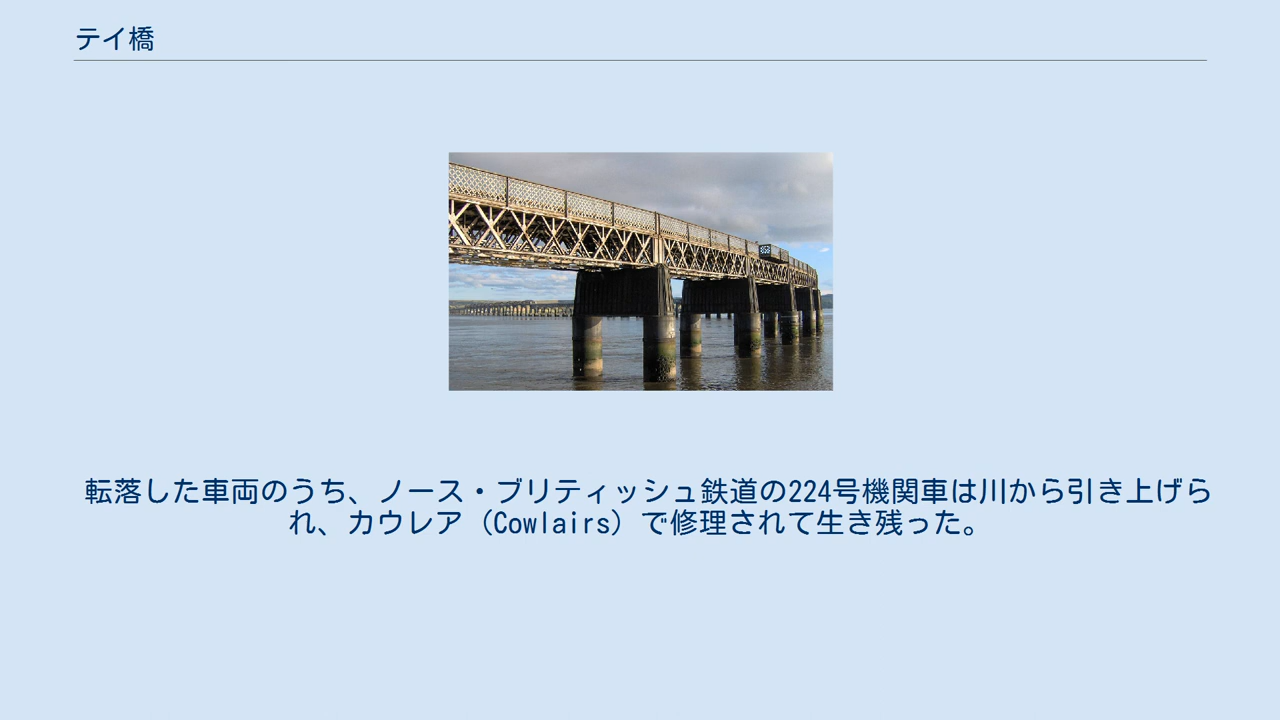 テイ橋
転落した車両のうち、ノース・ブリティッシュ鉄道の224号機関車は川から引き上げら
れ、カウレア（Cowlairs）で修理されて生き残った。